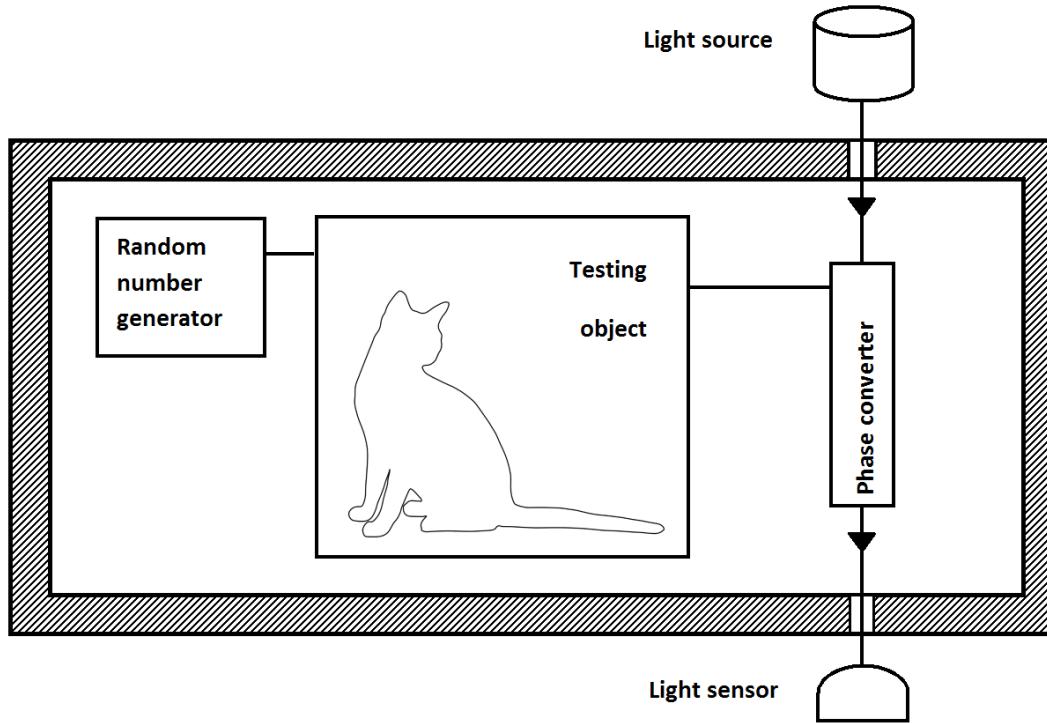 Light source
Random
number
generator
Testing
object
Phase converter
Light sensor